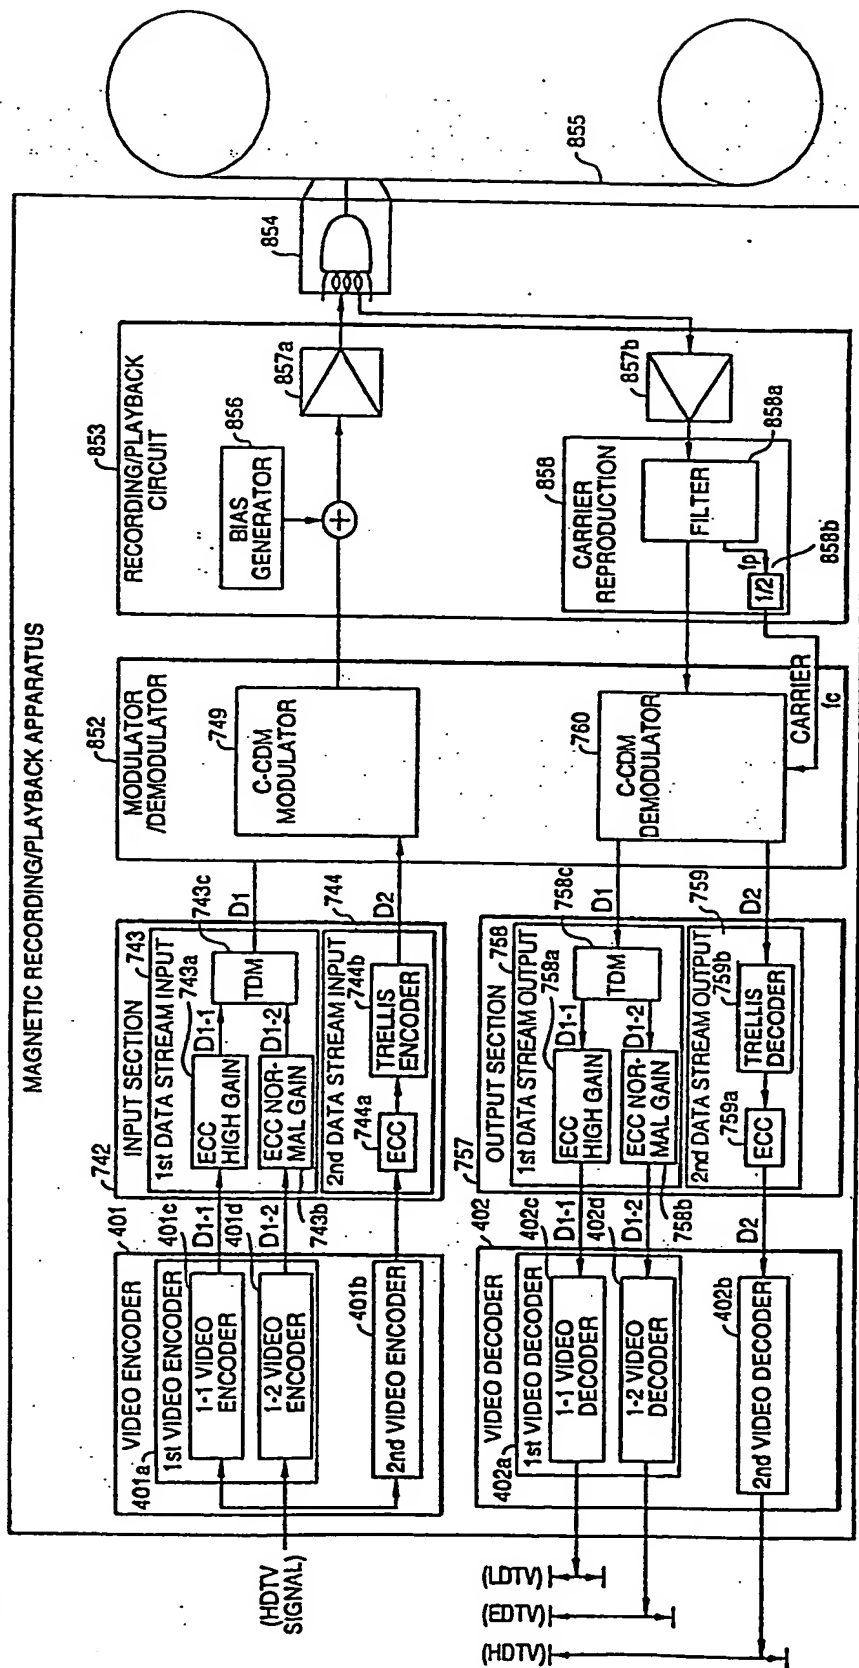 MAGNETIC RECORDING/PLAYBACK APPARATUS
(HDTV
SIGNAL)
401
VIDEO ENCODER
401a
1st VIDEO ENCODER
401c
1-1 VIDEO
ENCODER
401d
1-2 VIDEO
ENCODER
401b
2nd VIDEO ENCODER
D1-1
D1-2
742
INPUT SECTION
743
1st DATA STREAM INPUT
743a
ECC
HIGH GAIN
743b
ECC NOR-
MAL GAIN
D1-1
D1-2
743c
TDM
744
2nd DATA STREAM INPUT
744a
ECC
744b
TRELLIS
ENCODER
D1
D2
852
MODULATOR
/DEMODULATOR
749
C-CDM
MODULATOR
760
C-CDM
DEMODULATOR
CARRIER
fc
853
RECORDING/PLAYBACK
CIRCUIT
856
BIAS
GENERATOR
+
857a
857b
858
CARRIER
REPRODUCTION
858a
FILTER
fp
1/2
858b
854
855
757
OUTPUT SECTION
758
1st DATA STREAM OUTPUT
758a
ECC
HIGH GAIN
758b
ECC NOR-
MAL GAIN
D1-1
D1-2
758c
TDM
759
2nd DATA STREAM OUTPUT
759a
ECC
759b
TRELLIS
DECODER
D1
D2
402
VIDEO DECODER
402a
1st VIDEO DECODER
402c
1-1 VIDEO
DECODER
402d
1-2 VIDEO
DECODER
402b
2nd VIDEO DECODER
D1-1
D1-2
D2
(LDTV)
(EDTV)
(HDTV)